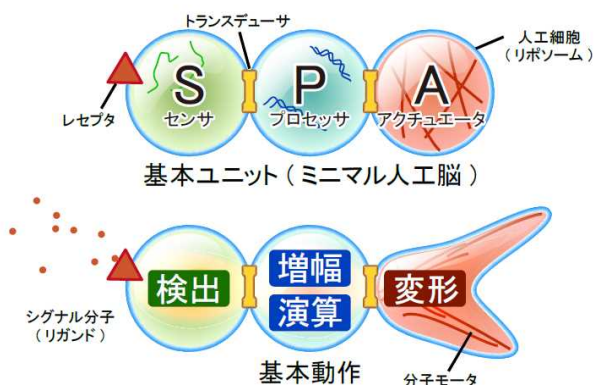 トランスデューサ
人工細胞
(リポソーム)
S
センサ
P
プロセッサ
A
アクチュエータ
レセプタ
基本ユニット(ミニマル人工脳)
検出
増幅
演算
変形
シグナル分子
(リガンド)
基本動作
分子モータ